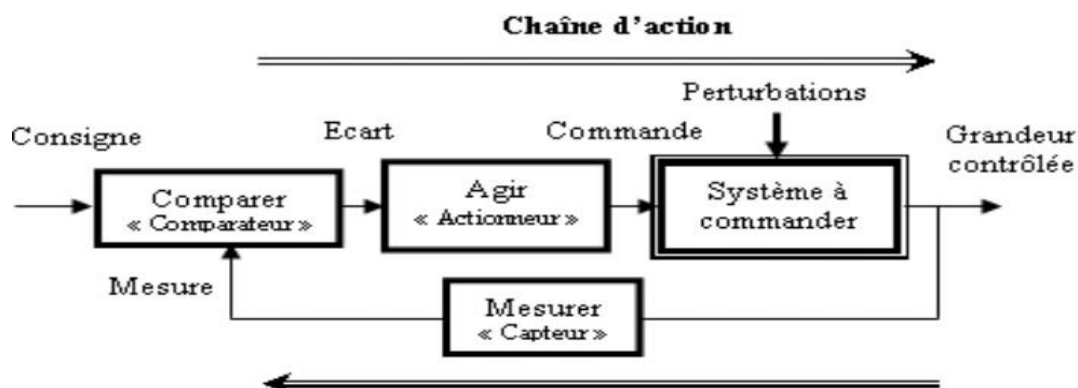 Chaîne d'action
Perturbations
Consigne
Ecart
Commande
Grandeur
contrôlée
Comparer
« Comparateur »
Agir
« Actionneur »
Système à
commander
Mesure
Mesurer
« Capteur »